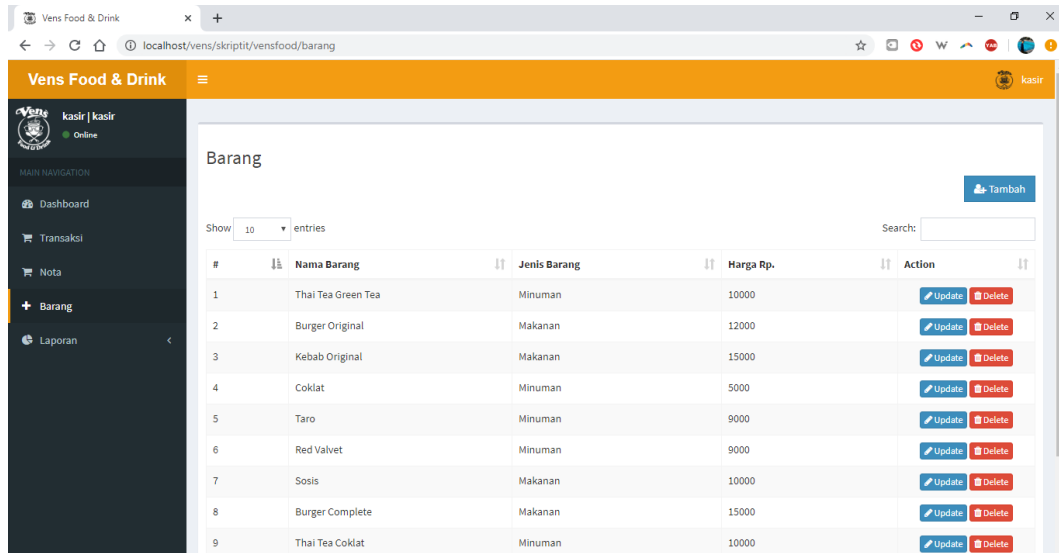 Vens Food & Drink
localhost/vens/skriptit/vensfood/barang
Vens Food & Drink
kasir
Vens
Food & Drink
kasir | kasir
Online
MAIN NAVIGATION
Dashboard
Transaksi
Nota
Barang
Laporan
Barang
Tambah
Show 10 entries
Search:
# Nama Barang Jenis Barang Harga Rp. Action
1 Thai Tea Green Tea Minuman 10000 Update Delete
2 Burger Original Makanan 12000 Update Delete
3 Kebab Original Makanan 15000 Update Delete
4 Coklat Minuman 5000 Update Delete
5 Taro Minuman 9000 Update Delete
6 Red Valvet Minuman 9000 Update Delete
7 Sosis Makanan 10000 Update Delete
8 Burger Complete Makanan 15000 Update Delete
9 Thai Tea Coklat Minuman 10000 Update Delete